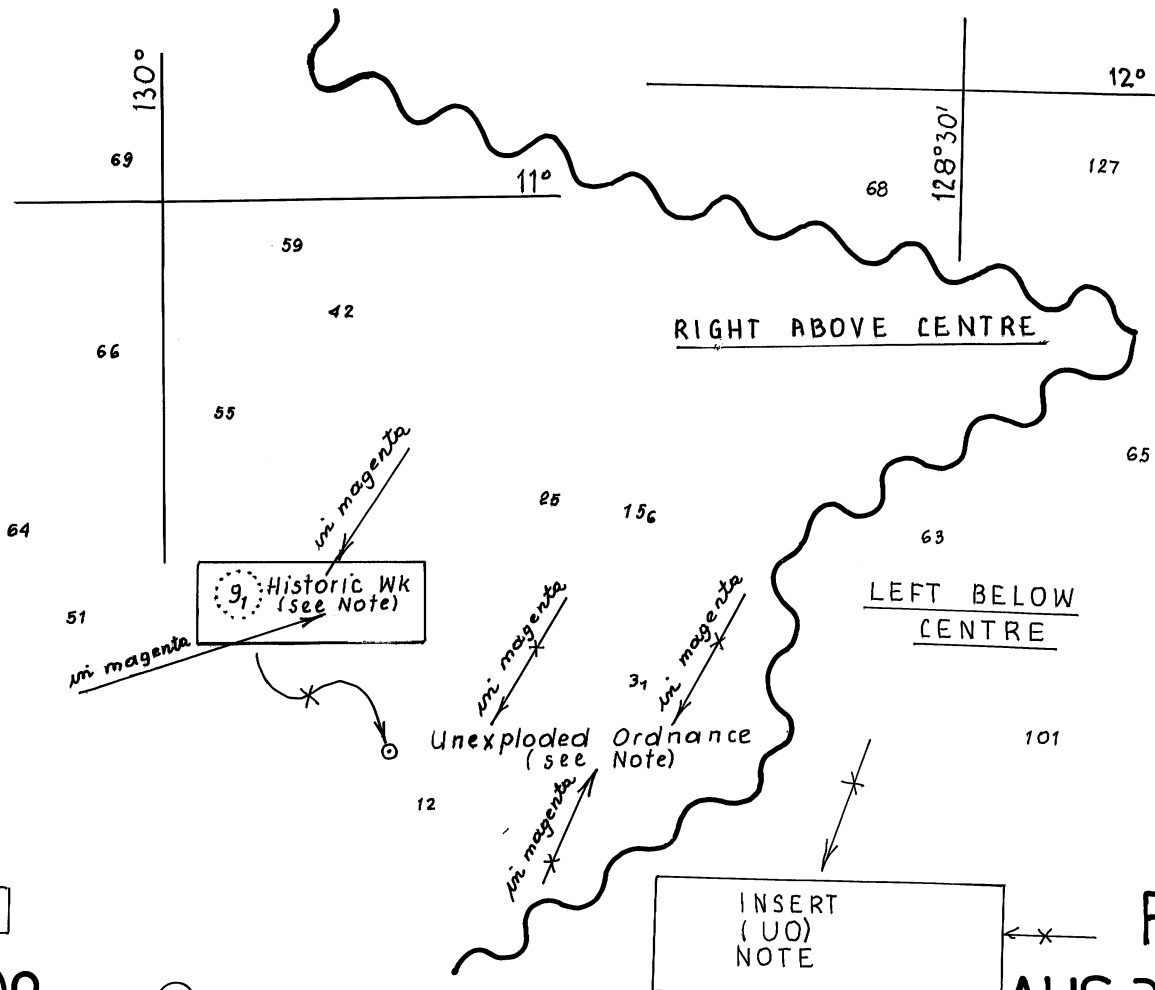 130°
12°
128°30'
69
127
11°
68
59
42
RIGHT ABOVE CENTRE
66
55
65
in magenta
25
15₆
64
63
9₁ Historic Wk
(see Note)
LEFT BELOW
CENTRE
51
in magenta
in magenta
in magenta
3₁
Unexploded Ordnance
(see Note)
101
12
in magenta
INSERT
(UO)
NOTE